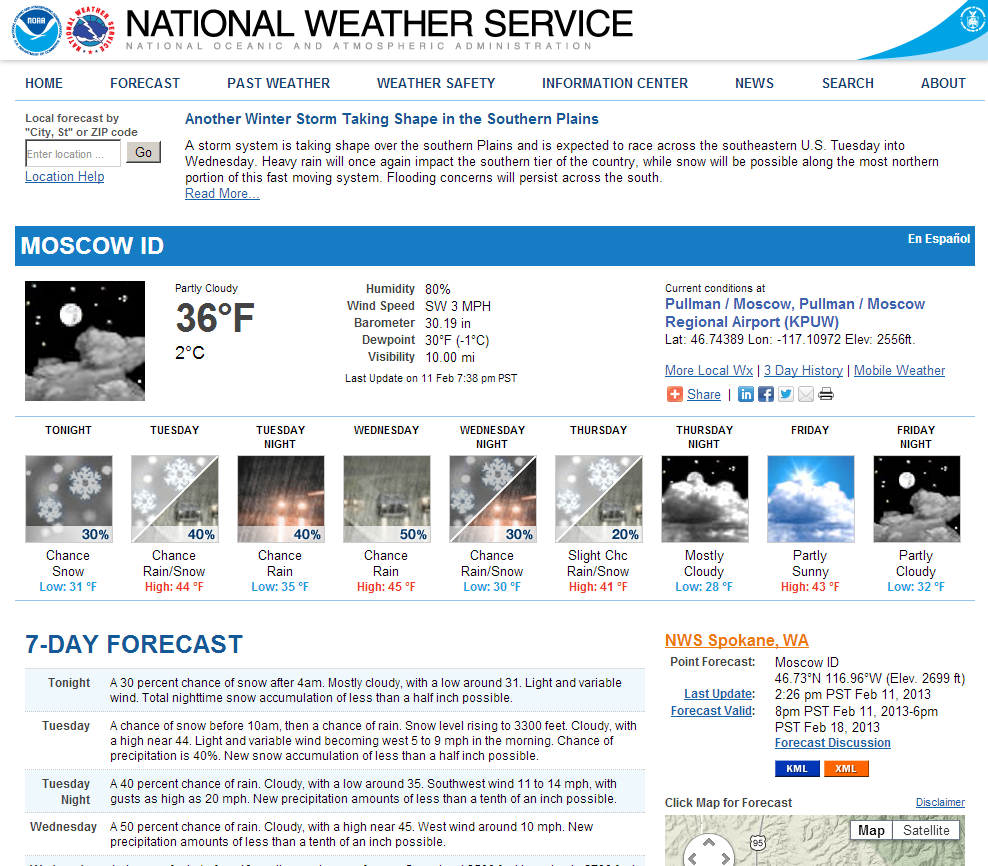 NOAA
NATIONAL WEATHER SERVICE
NATIONAL OCEANIC AND ATMOSPHERIC ADMINISTRATION
HOME FORECAST PAST WEATHER WEATHER SAFETY INFORMATION CENTER NEWS SEARCH ABOUT
Local forecast by
"City, St" or ZIP code
Enter location ... Go
Location Help
Another Winter Storm Taking Shape in the Southern Plains
A storm system is taking shape over the southern Plains and is expected to race across the southeastern U.S. Tuesday into
Wednesday. Heavy rain will once again impact the southern tier of the country, while snow will be possible along the most northern
portion of this fast moving system. Flooding concerns will persist across the south.
Read More...
MOSCOW ID
En Español
Partly Cloudy
36°F
2°C
Humidity 80%
Wind Speed SW 3 MPH
Barometer 30.19 in
Dewpoint 30°F (-1°C)
Visibility 10.00 mi
Last Update on 11 Feb 7:38 pm PST
Current conditions at
Pullman / Moscow, Pullman / Moscow
Regional Airport (KPUW)
Lat: 46.74389 Lon: -117.10972 Elev: 2556ft.
More Local Wx | 3 Day History | Mobile Weather
Share |
TONIGHT
30%
Chance
Snow
Low: 31 °F
TUESDAY
40%
Chance
Rain/Snow
High: 44 °F
TUESDAY
NIGHT
40%
Chance
Rain
Low: 35 °F
WEDNESDAY
50%
Chance
Rain
High: 45 °F
WEDNESDAY
NIGHT
30%
Chance
Rain/Snow
Low: 30 °F
THURSDAY
20%
Slight Chc
Rain/Snow
High: 41 °F
THURSDAY
NIGHT
Mostly
Cloudy
Low: 28 °F
FRIDAY
Partly
Sunny
High: 43 °F
FRIDAY
NIGHT
Partly
Cloudy
Low: 32 °F
7-DAY FORECAST
Tonight
A 30 percent chance of snow after 4am. Mostly cloudy, with a low around 31. Light and variable
wind. Total nighttime snow accumulation of less than a half inch possible.
Tuesday
A chance of snow before 10am, then a chance of rain. Snow level rising to 3300 feet. Cloudy, with
a high near 44. Light and variable wind becoming west 5 to 9 mph in the morning. Chance of
precipitation is 40%. New snow accumulation of less than a half inch possible.
Tuesday
Night
A 40 percent chance of rain. Cloudy, with a low around 35. Southwest wind 11 to 14 mph, with
gusts as high as 20 mph. New precipitation amounts of less than a tenth of an inch possible.
Wednesday
A 50 percent chance of rain. Cloudy, with a high near 45. West wind around 10 mph. New
precipitation amounts of less than a tenth of an inch possible.
NWS Spokane, WA
Point Forecast: Moscow ID
46.73°N 116.96°W (Elev. 2699 ft)
Last Update: 2:26 pm PST Feb 11, 2013
Forecast Valid: 8pm PST Feb 11, 2013-6pm
PST Feb 18, 2013
Forecast Discussion
KML XML
Click Map for Forecast Disclaimer
Map Satellite
95